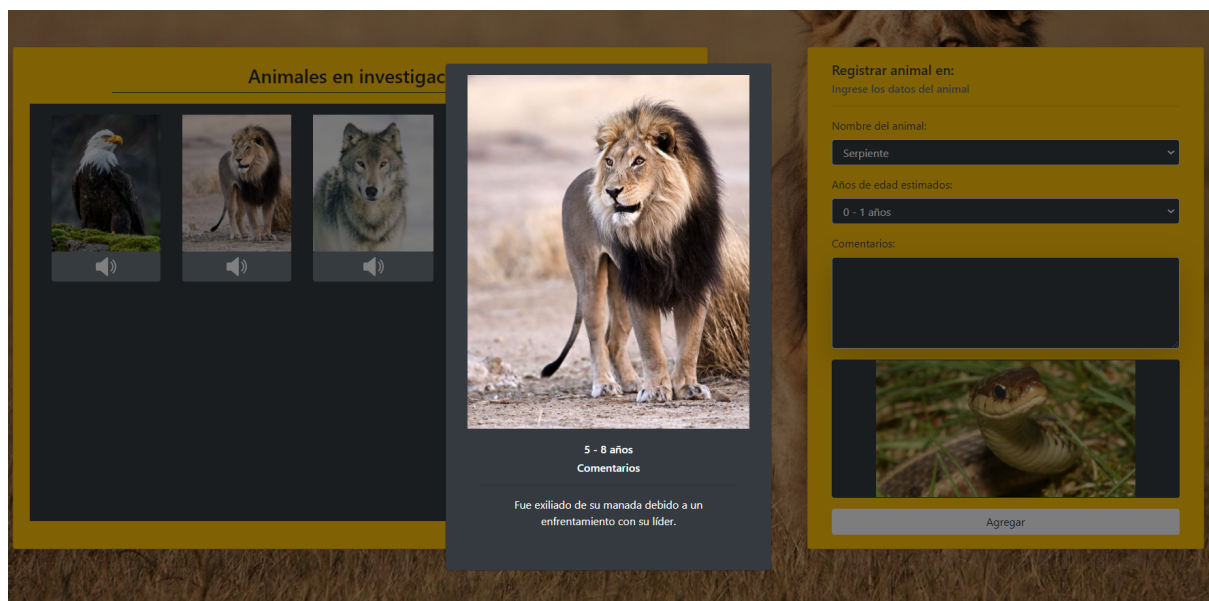 Animales en investigac
5 - 8 años
Comentarios
Fue exiliado de su manada debido a un
enfrentamiento con su líder.
Registrar animal en:
Ingrese los datos del animal
Nombre del animal:
Serpiente
Años de edad estimados:
0 - 1 años
Comentarios:
Agregar